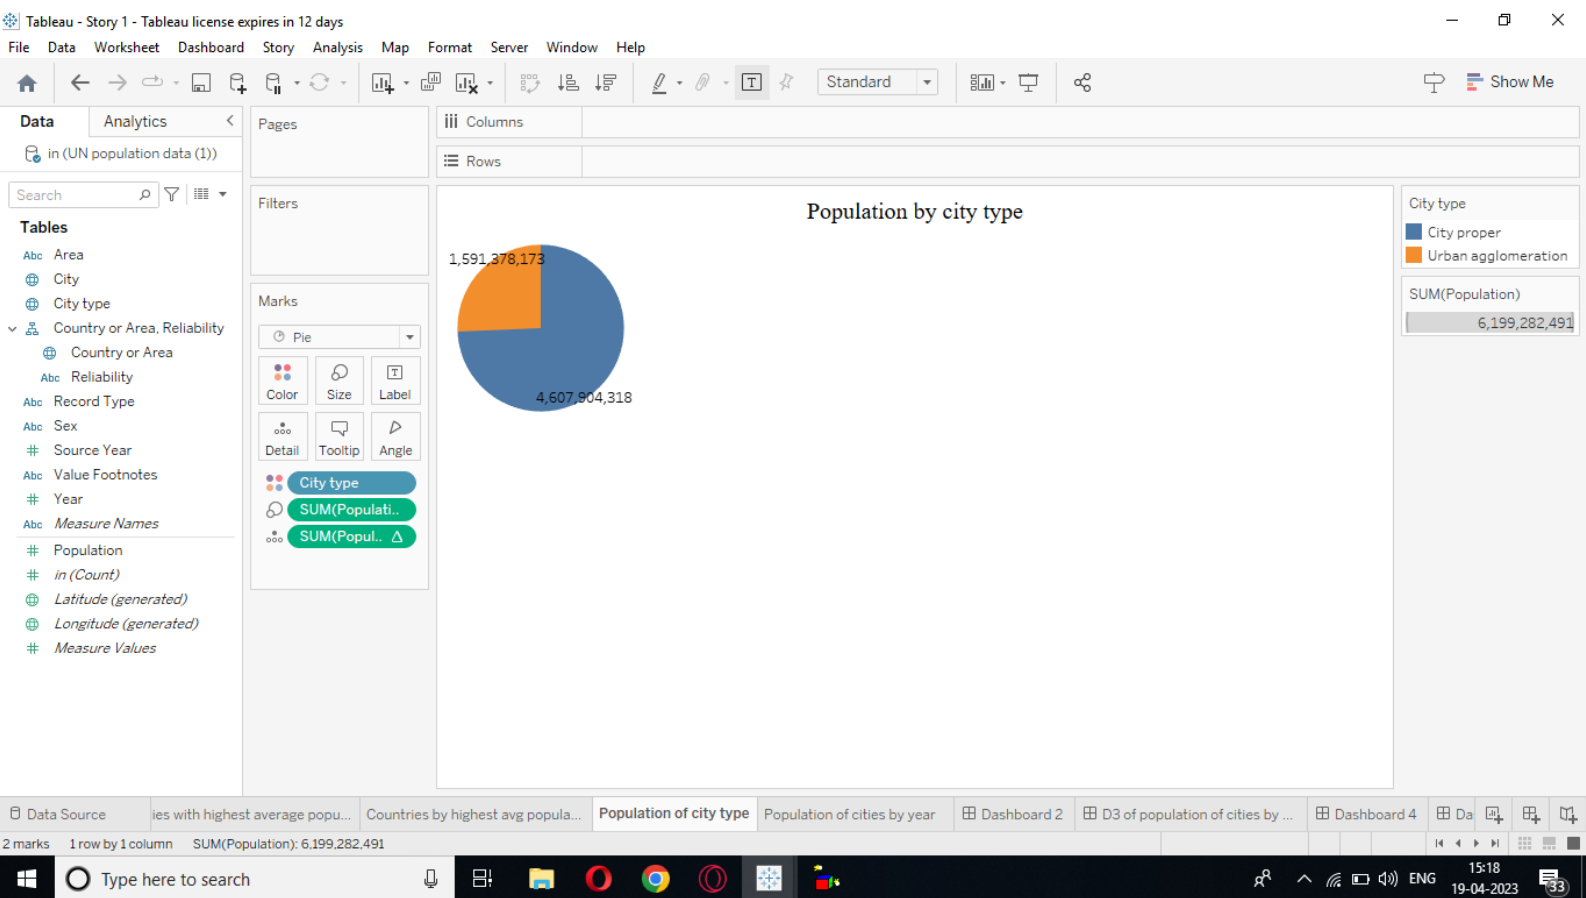 Tableau - Story 1 - Tableau license expires in 12 days
File Data Worksheet Dashboard Story Analysis Map Format Server Window Help
Standard
Show Me
Data Analytics
in (UN population data (1))
Search
Tables
Abc Area
City
City type
Country or Area, Reliability
Country or Area
Abc Reliability
Abc Record Type
Abc Sex
Source Year
Abc Value Footnotes
Year
Abc Measure Names
Population
in (Count)
Latitude (generated)
Longitude (generated)
Measure Values
Pages
Filters
Marks
Pie
Color Size Label
Detail Tooltip Angle
City type
SUM(Populati..
SUM(Popul..
Columns
Rows
Population by city type
1,591,378,173
4,607,904,318
City type
City proper
Urban agglomeration
SUM(Population)
6,199,282,491
Data Source ies with highest average popu... Countries by highest avg popula... Population of city type Population of cities by year Dashboard 2 D3 of population of cities by ... Dashboard 4 Da
2 marks 1 row by 1 column SUM(Population): 6,199,282,491
Type here to search
ENG
15:18
19-04-2023
33